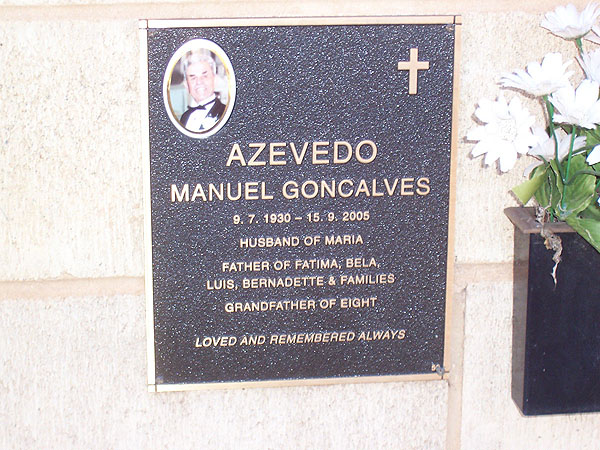 AZEVEDO
MANUEL GONCALVES
9. 7. 1930 – 15. 9. 2005
HUSBAND OF MARIA
FATHER OF FATIMA, BELA,
LUIS, BERNADETTE & FAMILIES
GRANDFATHER OF EIGHT
LOVED AND REMEMBERED ALWAYS